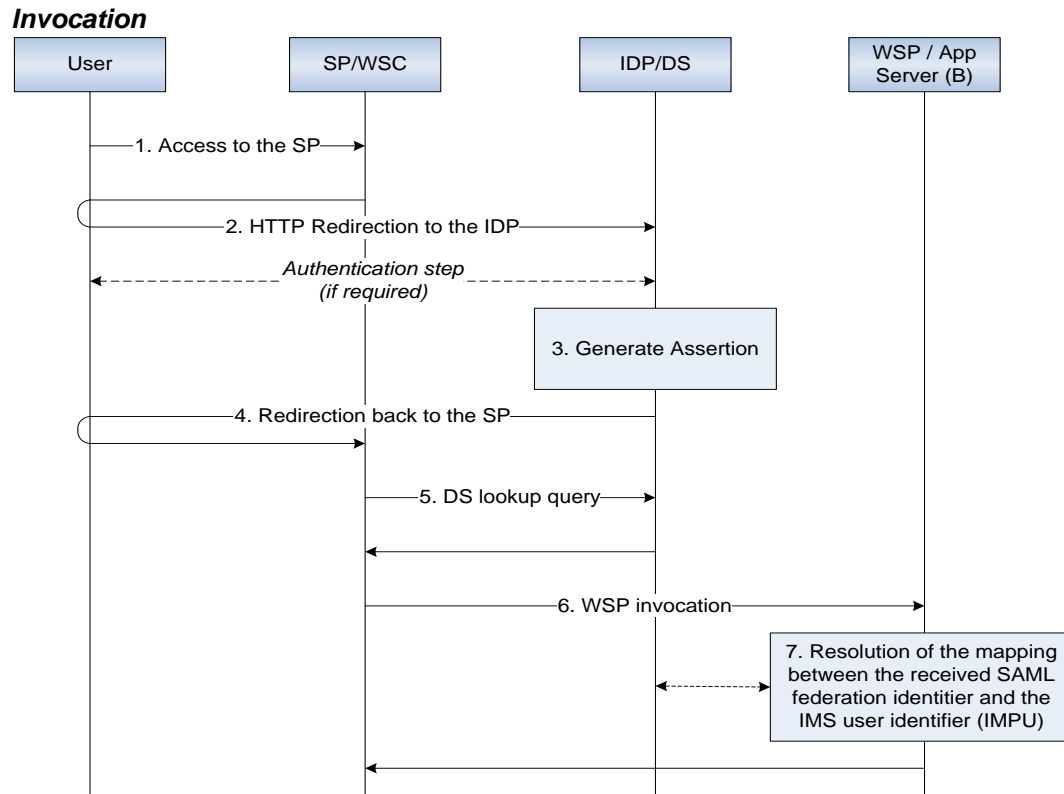 Invocation
User
SP/WSC
IDP/DS
WSP / App
Server (B)
1. Access to the SP
2. HTTP Redirection to the IDP
Authentication step
(if required)
3. Generate Assertion
4. Redirection back to the SP
5. DS lookup query
6. WSP invocation
7. Resolution of the mapping
between the received SAML
federation identitier and the
IMS user identifier (IMPU)